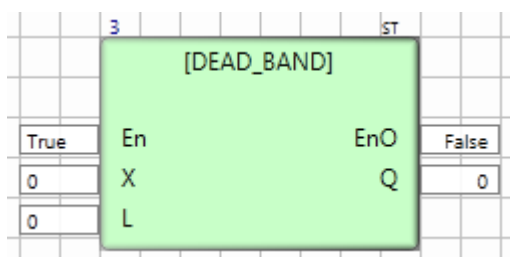 3 ST
[DEAD_BAND]
True En EnO False
0 X Q 0
0 L